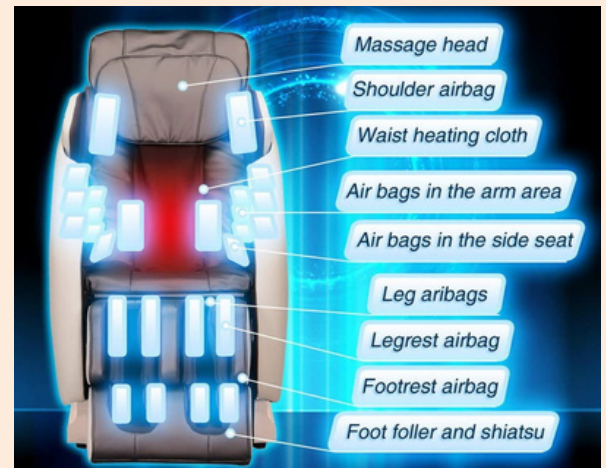 Massage head
Shoulder airbag
Waist heating cloth
Air bags in the arm area
Air bags in the side seat
Leg aribags
Legrest airbag
Footrest airbag
Foot foller and shiatsu